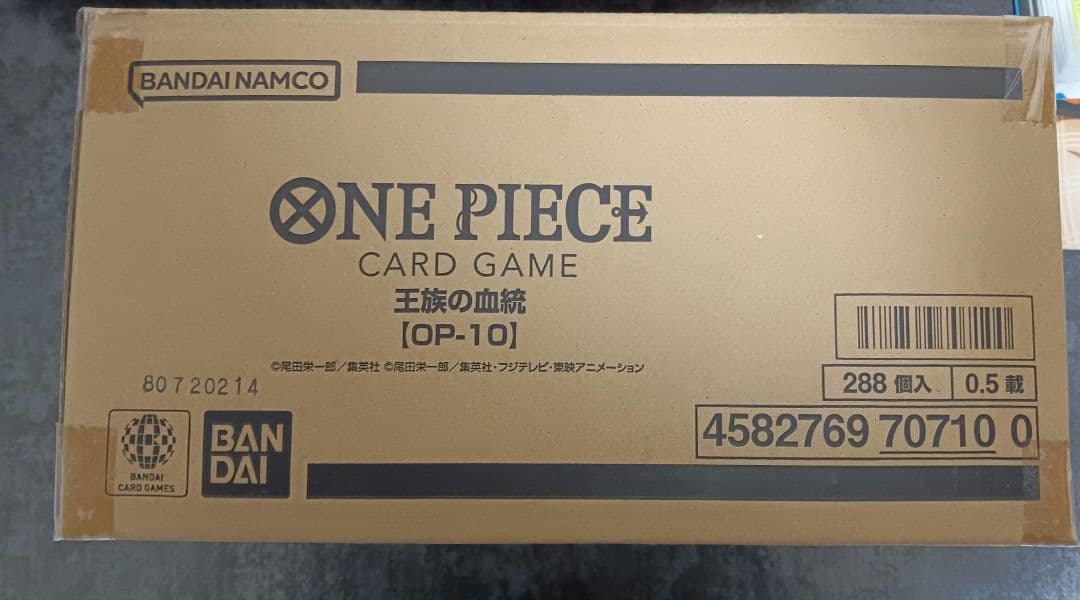 BANDAI NAMCO
ONE PIECE
CARD GAME
王族の血統
【OP-10】
©尾田栄一郎／集英社 ©尾田栄一郎／集英社・フジテレビ・東映アニメーション
80720214
288 個入 0.5 載
4582769 70710 0
BANDAI
CARD GAMES
BAN
DAI